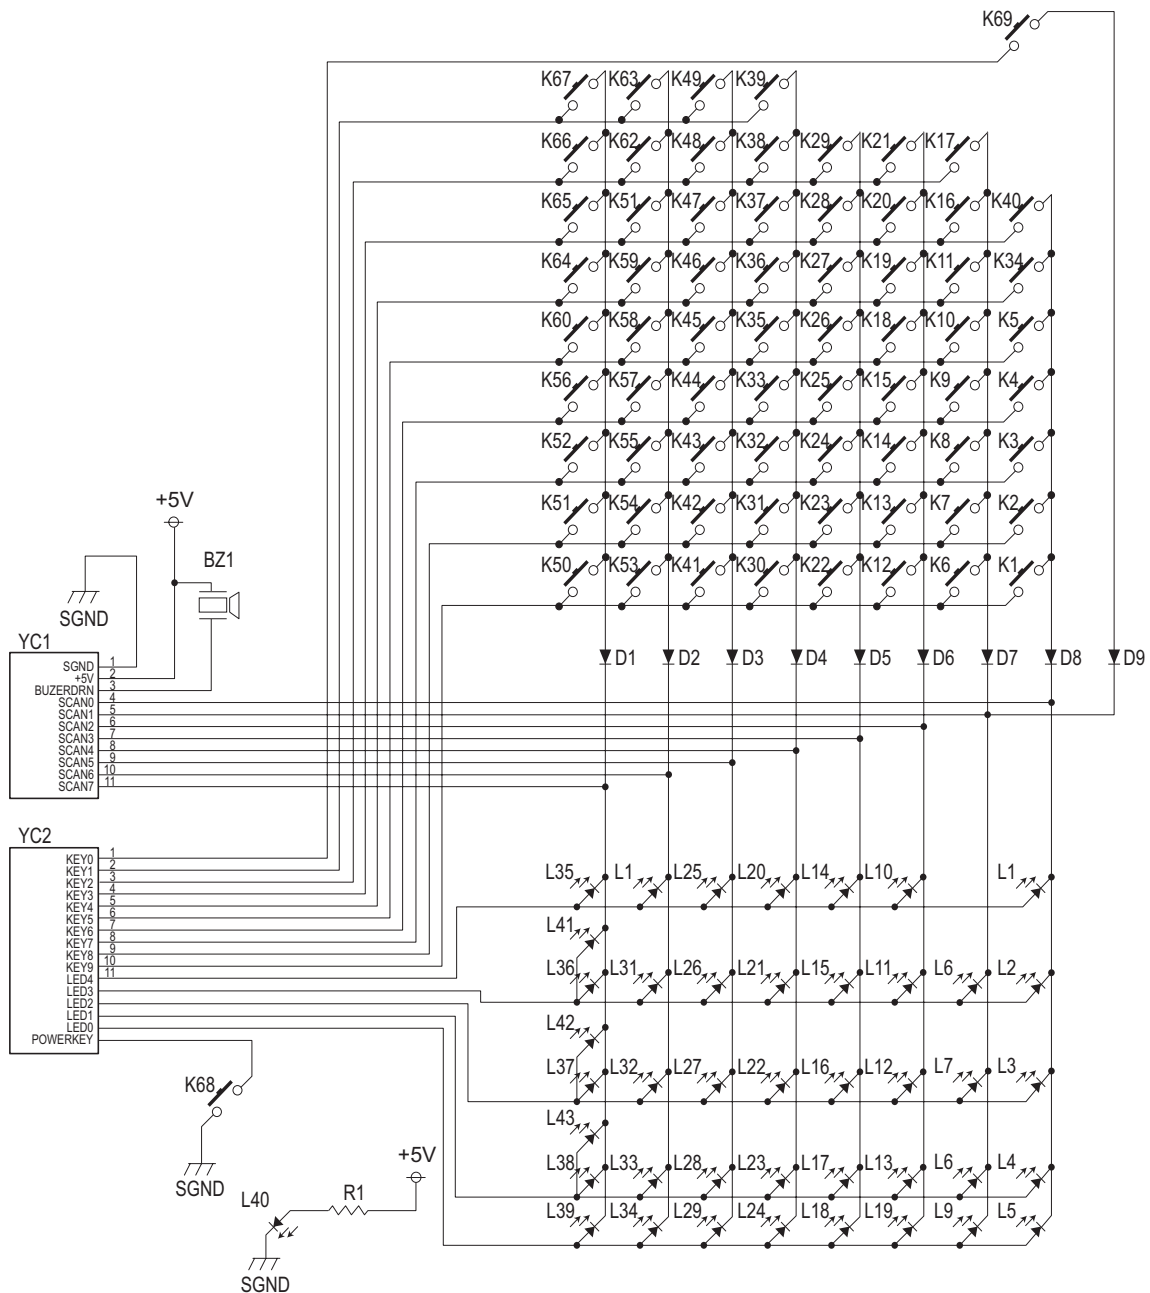 K69
K67 K63 K49 K39
K66 K62 K48 K38 K29 K21 K17
K65 K51 K47 K37 K28 K20 K16 K40
K64 K59 K46 K36 K27 K19 K11 K34
K60 K58 K45 K35 K26 K18 K10 K5
K56 K57 K44 K33 K25 K15 K9 K4
K52 K55 K43 K32 K24 K14 K8 K3
+5V
K51 K54 K42 K31 K23 K13 K7 K2
BZ1
K50 K53 K41 K30 K22 K12 K6 K1
SGND
YC1
D1 D2 D3 D4 D5 D6 D7 D8 D9
SGND 1
+5V 2
BUZERDRN 3
SCAN0 4
SCAN1 5
SCAN2 6
SCAN3 7
SCAN4 8
SCAN5 9
SCAN6 10
SCAN7 11
YC2
KEY0 1
KEY1 2
KEY2 3
KEY3 4
KEY4 5
KEY5 6
KEY6 7
KEY7 8
KEY8 9
KEY9 10
LED4 11
LED3
LED2
LED1
LED0
POWERKEY
L35 L1 L25 L20 L14 L10 L1
L41
L36 L31 L26 L21 L15 L11 L6 L2
L42
L37 L32 L27 L22 L16 L12 L7 L3
K68
L43
+5V
L38 L33 L28 L23 L17 L13 L6 L4
SGND
L40 R1
L39 L34 L29 L24 L18 L19 L9 L5
SGND